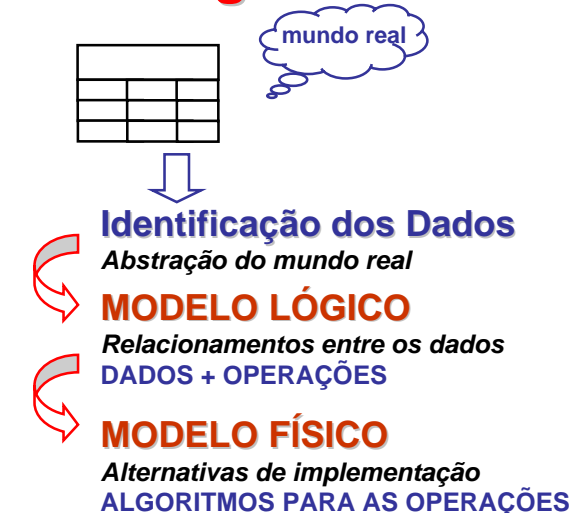 mundo real
Identificação dos Dados
Abstração do mundo real
MODELO LÓGICO
Relacionamentos entre os dados
DADOS + OPERAÇÕES
MODELO FÍSICO
Alternativas de implementação
ALGORITMOS PARA AS OPERAÇÕES